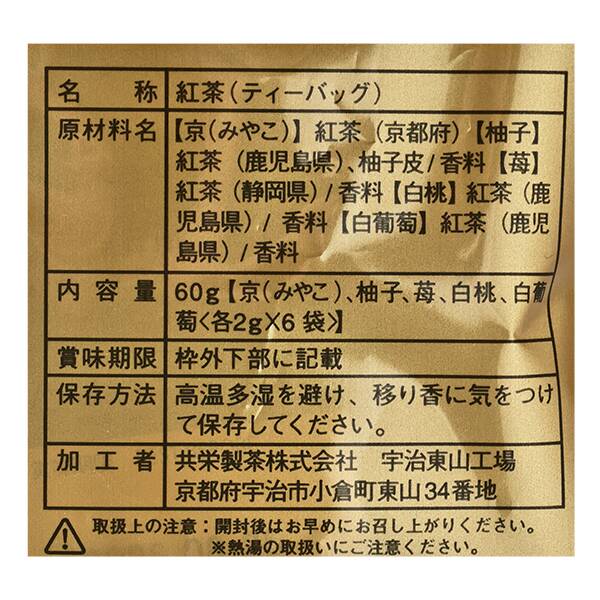 名称 紅茶(ティーバッグ)
原材料名 【京(みやこ)】 紅茶(京都府)【柚子】
紅茶(鹿児島県)、柚子皮/香料【苺】
紅茶(静岡県)/香料【白桃】紅茶(鹿
児島県)/香料【白葡萄】紅茶(鹿児
島県)/香料
内容量 60g【京(みやこ)、柚子、苺、白桃、白葡
萄〈各2g×6袋〉】
賞味期限 枠外下部に記載
保存方法 高温多湿を避け、移り香に気をつけ
て保存してください。
加工者 共栄製茶株式会社 宇治東山工場
京都府宇治市小倉町東山34番地
取扱上の注意:開封後はお早めにお召し上がりください。
※熱湯の取扱いにご注意ください。